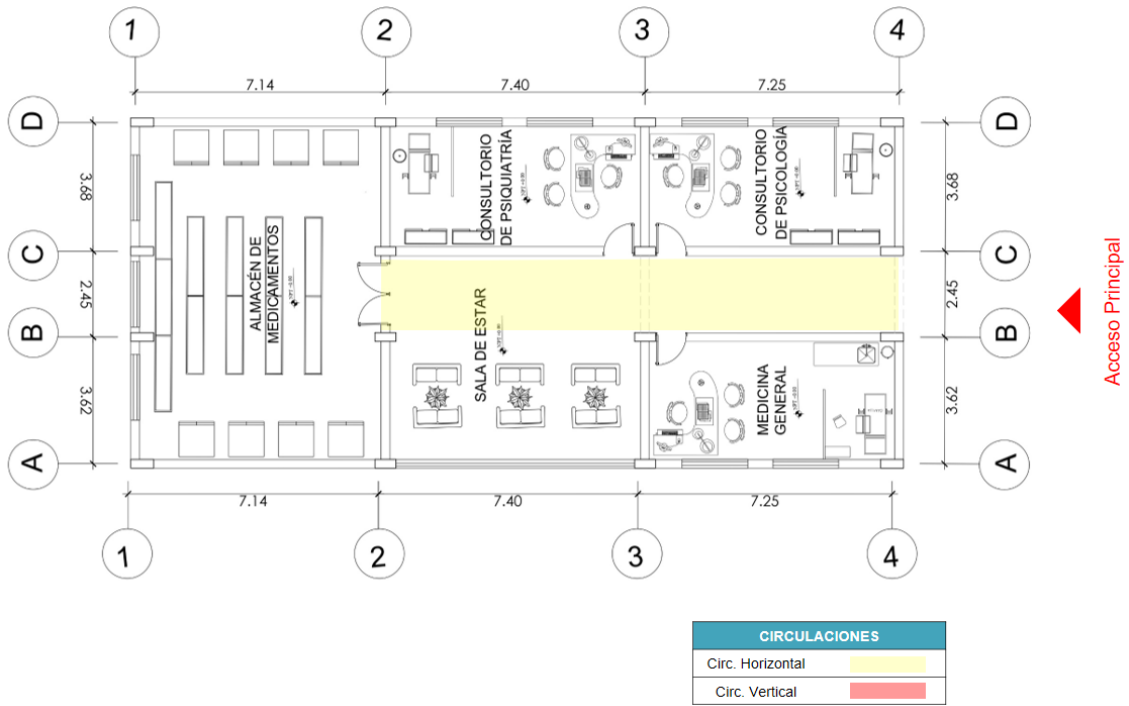 1
2
3
4
7.14
7.40
7.25
D
D
3.68
3.68
CONSULTORIO
DE PSIQUIATRÍA
CONSULTORIO
DE PSICOLOGÍA
C
C
2.45
2.45
ALMACÉN DE
MEDICAMENTOS
SALA DE ESTAR
Acceso Principal
B
B
3.62
3.62
MEDICINA
GENERAL
A
A
7.14
7.40
7.25
1
2
3
4
CIRCULACIONES
Circ. Horizontal
Circ. Vertical